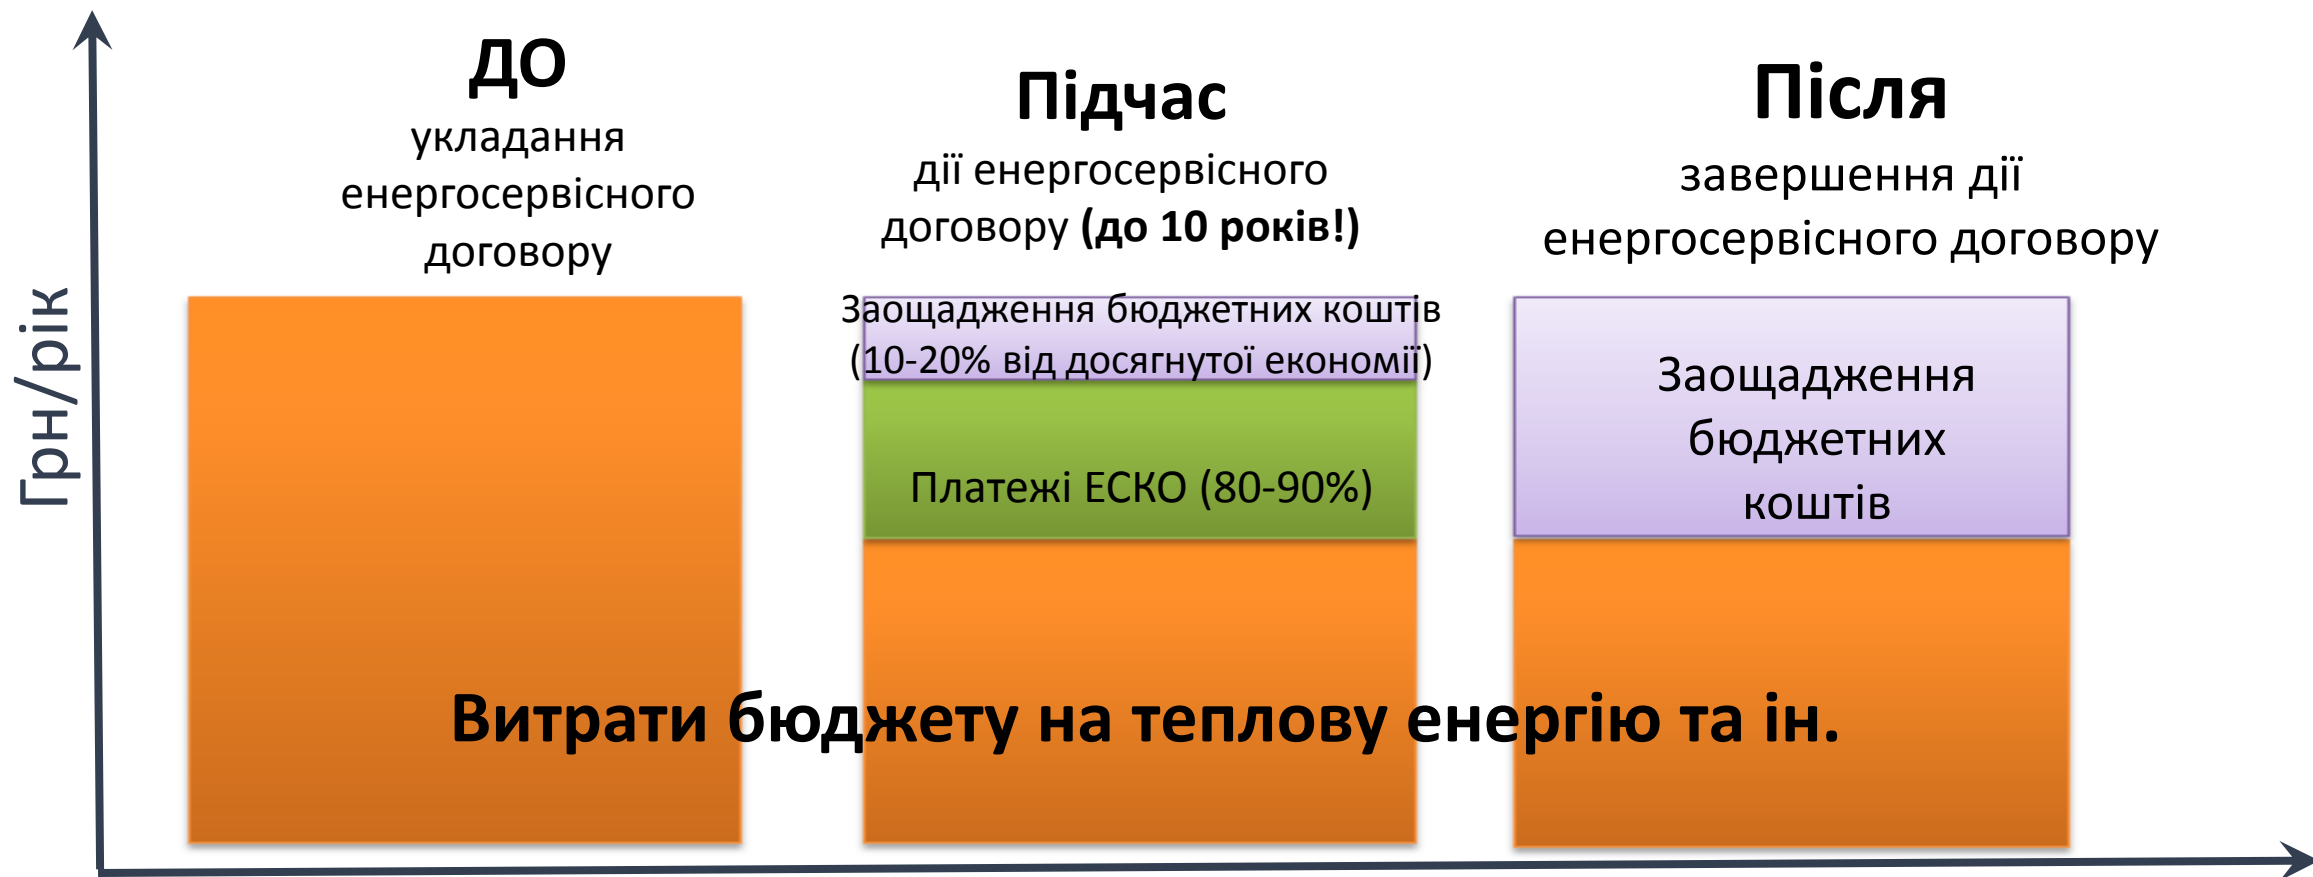 Грн/рік
ДО
укладання
енергосервісного
договору
Підчас
дії енергосервісного
договору (до 10 років!)
Після
завершення дії
енергосервісного договору
Заощадження бюджетних коштів
(10-20% від досягнутої економії)
Платежі ЕСКО (80-90%)
Заощадження
бюджетних
коштів
Витрати бюджету на теплову енергію та ін.